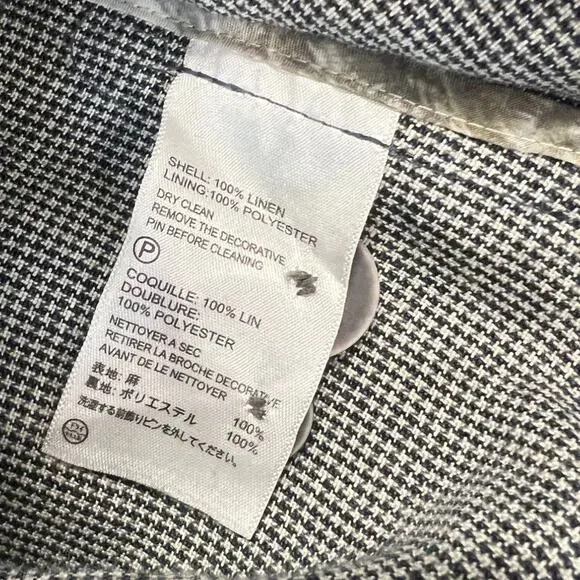 SHELL: 100% LINEN
LINING:100% POLYESTER
DRY CLEAN
REMOVE THE DECORATIVE
PIN BEFORE CLEANING
P
COQUILLE: 100% LIN
DOUBLURE:
100% POLYESTER
NETTOYER A SEC
RETIRER LA BROCHE DECORATIVE
AVANT DE LE NETTOYER
表地: 麻 100%
裏地: ポリエステル 100%
洗濯する前飾りピンを外してください。